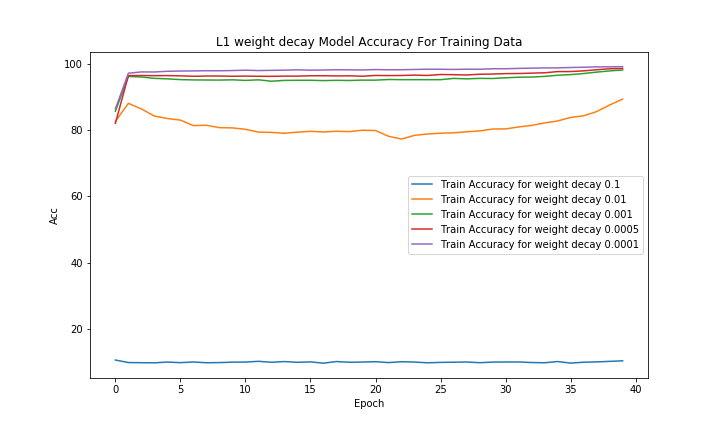 L1 weight decay Model Accuracy For Training Data
100
80
60
40
20
Acc
Train Accuracy for weight decay 0.1
Train Accuracy for weight decay 0.01
Train Accuracy for weight decay 0.001
Train Accuracy for weight decay 0.0005
Train Accuracy for weight decay 0.0001
0 5 10 15 20 25 30 35 40
Epoch